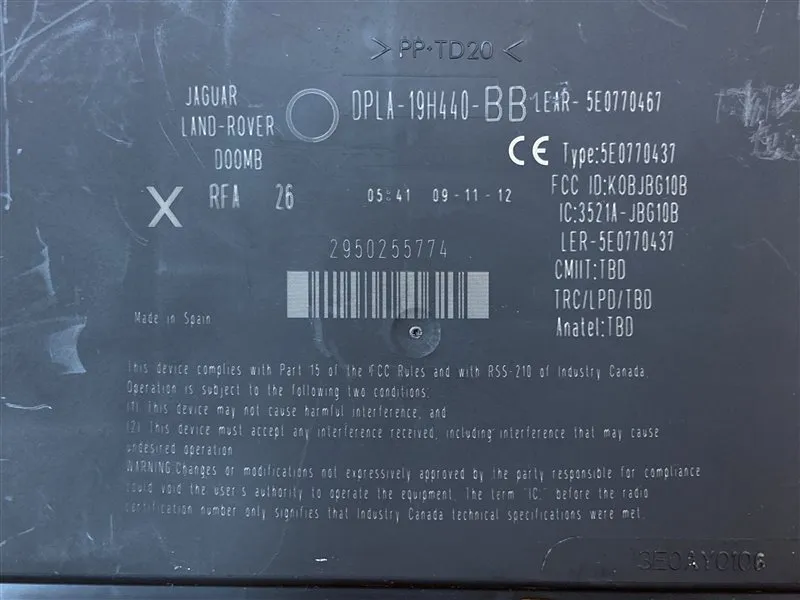 >PP-TD20<
JAGUAR
LAND-ROVER
DOOMB
DPLA-19H440-BB
LEAR- 5E0770467
CE Type:5E0770437
FCC ID:KOBJBG10B
IC:3521A-JBG10B
LER-5E0770437
CMIIT:TBD
TRC/LPD/TBD
Anatel:TBD
X RFA 26
05:41 09-11-12
2950255774
Made in Spain
This device complies with Part 15 of the FCC Rules and with RSS-210 of Industry Canada.
Operation is subject to the following two conditions:
(1) This device may not cause harmful interference, and
(2) This device must accept any interference received, including interference that may cause
undesired operation
WARNING:Changes or modifications not expressively approved by the party responsible for compliance
could void the user's authority to operate the equipment. The term "IC:" before the radio
certification number only signifies that Industry Canada technical specifications were met.
3E0AY0106